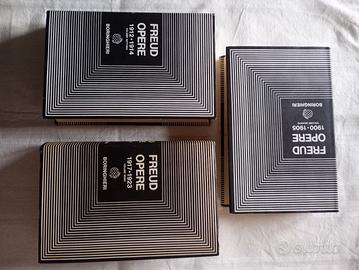 FREUD
OPERE
1912-1914
BORINGHIERI
FREUD
OPERE
1917-1923
BORINGHIERI
FREUD
OPERE
1900-1905
BORINGHIERI
subito